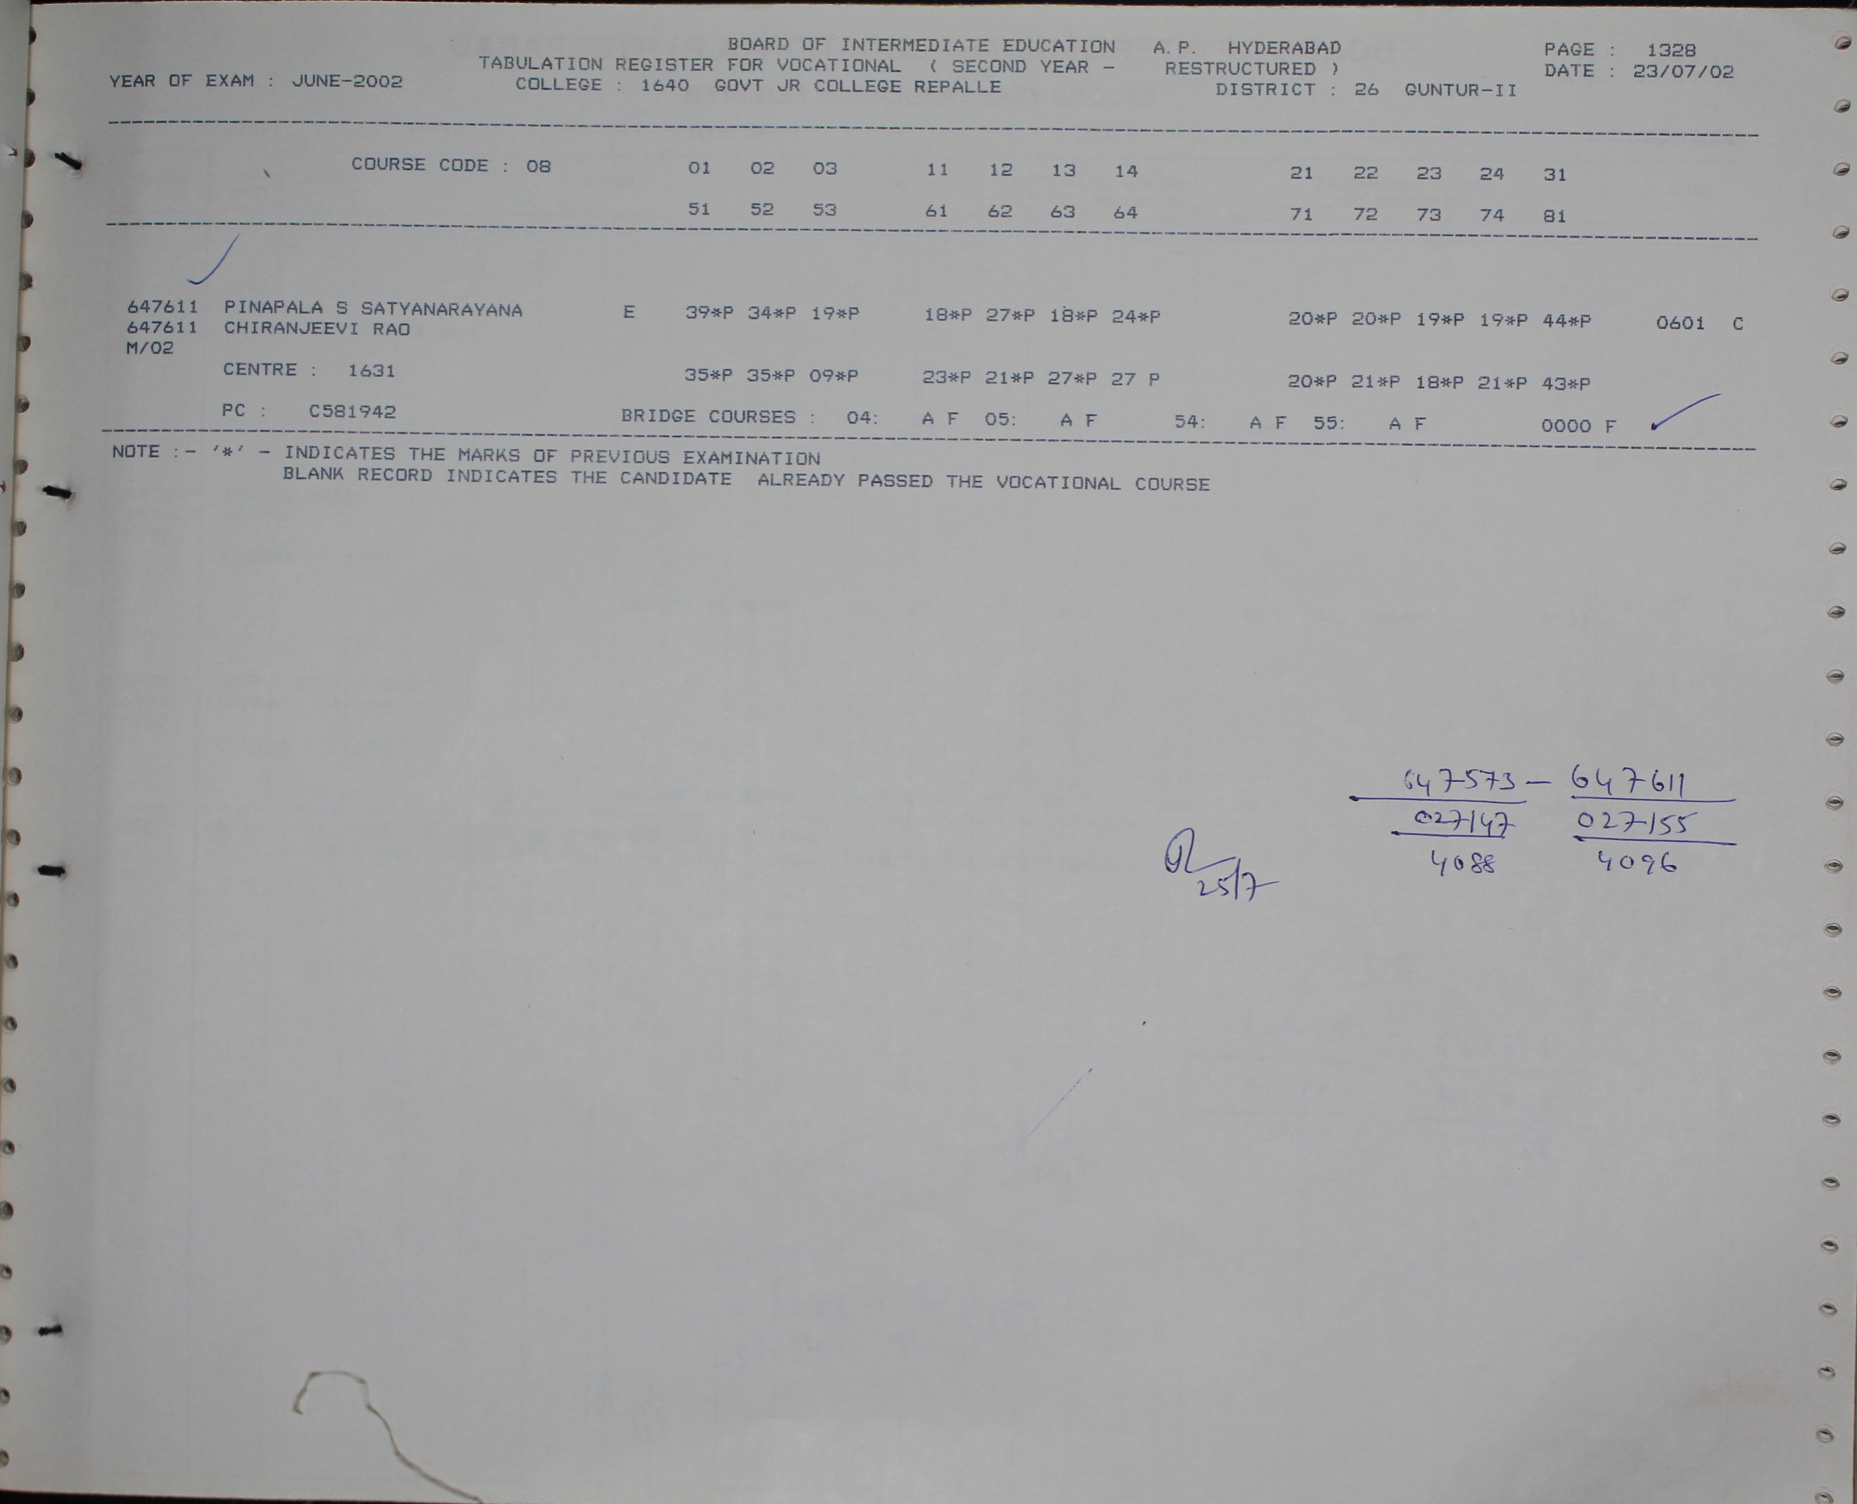 BOARD OF INTERMEDIATE EDUCATION A.P. HYDERABAD PAGE : 1328
TABULATION REGISTER FOR VOCATIONAL ( SECOND YEAR - RESTRUCTURED ) DATE : 23/07/02
YEAR OF EXAM : JUNE-2002 COLLEGE : 1640 GOVT JR COLLEGE REPALLE DISTRICT : 26 GUNTUR-II
COURSE CODE : 08 01 02 03 11 12 13 14 21 22 23 24 31
51 52 53 61 62 63 64 71 72 73 74 81
647611 PINAPALA S SATYANARAYANA E 39*P 34*P 19*P 18*P 27*P 18*P 24*P 20*P 20*P 19*P 19*P 44*P 0601 C
647611 CHIRANJEEVI RAO
M/02
CENTRE : 1631 35*P 35*P 09*P 23*P 21*P 27*P 27 P 20*P 21*P 18*P 21*P 43*P
PC : C581942 BRIDGE COURSES : 04: A F 05: A F 54: A F 55: A F 0000 F
NOTE :- '*' - INDICATES THE MARKS OF PREVIOUS EXAMINATION
BLANK RECORD INDICATES THE CANDIDATE ALREADY PASSED THE VOCATIONAL COURSE
647573 - 647611
027147 027155
4088 4096
25/7